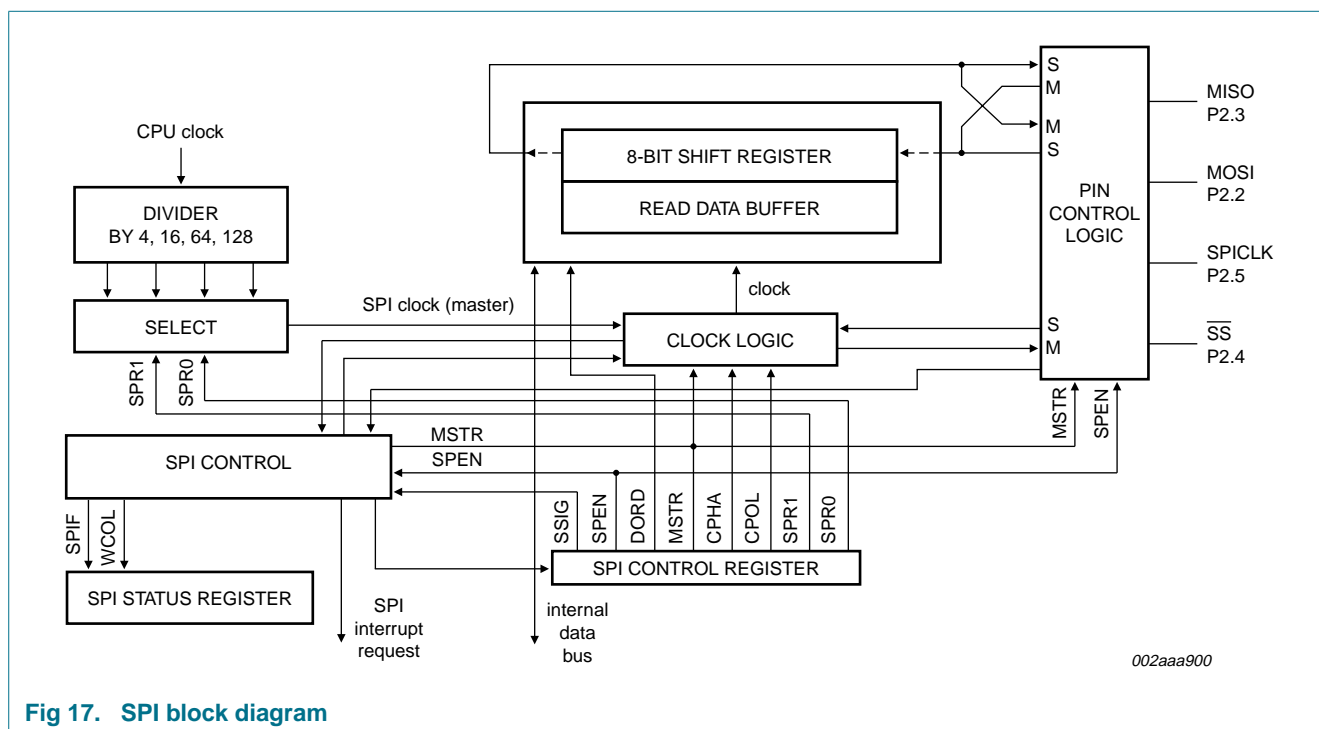 CPU clock
DIVIDER
BY 4, 16, 64, 128
SELECT
SPR1
SPR0
SPI clock (master)
8-BIT SHIFT REGISTER
READ DATA BUFFER
clock
CLOCK LOGIC
S
M
M
S
PIN
CONTROL
LOGIC
S
M
MISO
P2.3
MOSI
P2.2
SPICLK
P2.5
SS
P2.4
MSTR
SPEN
SPI CONTROL
MSTR
SPEN
SPIF
WCOL
SPI STATUS REGISTER
SPI
interrupt
request
SSIG
SPEN
DORD
MSTR
CPHA
CPOL
SPR1
SPR0
SPI CONTROL REGISTER
internal
data
bus
002aaa900
Fig 17. SPI block diagram